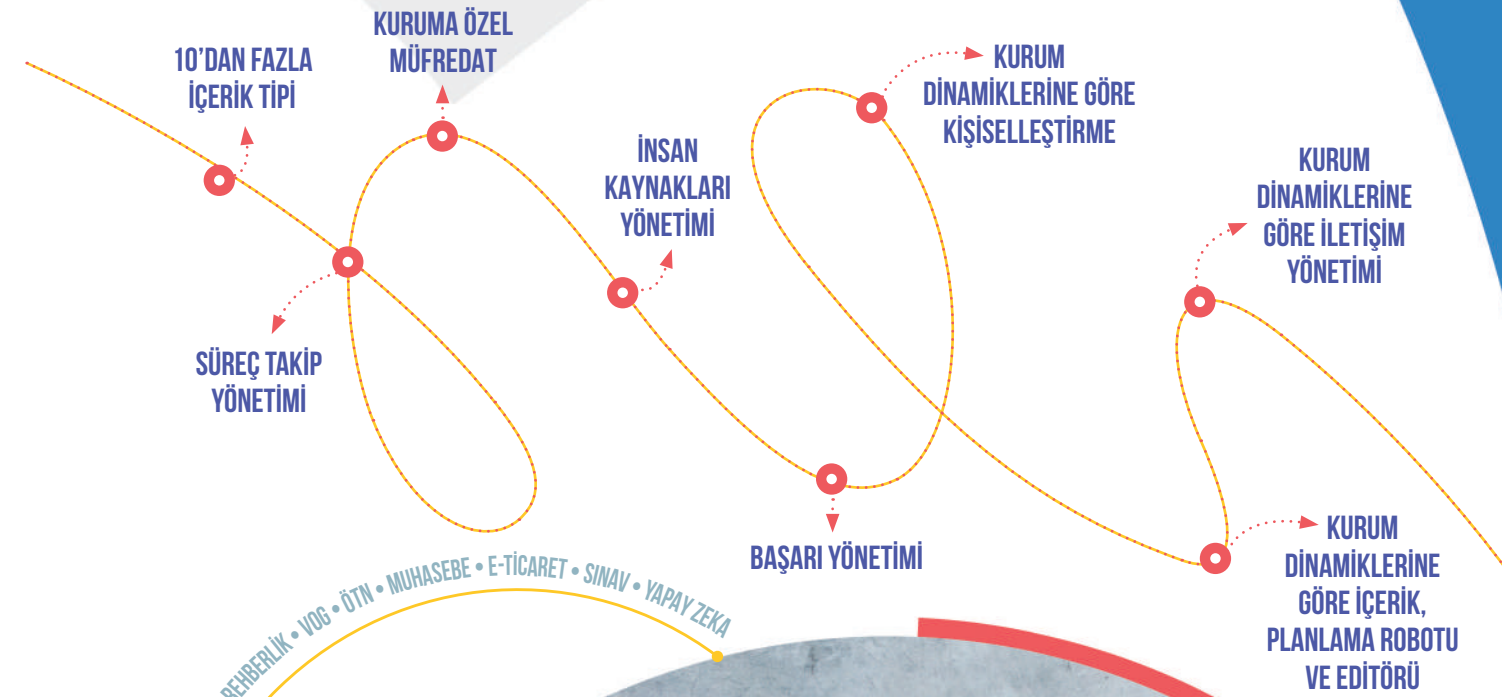 10'DAN FAZLA
İÇERİK TİPİ
KURUMA ÖZEL
MÜFREDAT
SÜREÇ TAKİP
YÖNETİMİ
İNSAN
KAYNAKLARI
YÖNETİMİ
BAŞARI YÖNETİMİ
KURUM
DİNAMİKLERİNE GÖRE
KİŞİSELLEŞTİRME
KURUM
DİNAMİKLERİNE
GÖRE İLETİŞİM
YÖNETİMİ
KURUM
DİNAMİKLERİNE
GÖRE İÇERİK,
PLANLAMA ROBOTU
VE EDİTÖRÜ
REHBERLİK • VOG • ÖTN • MUHASEBE • E-TİCARET • SINAV • YAPAY ZEKA